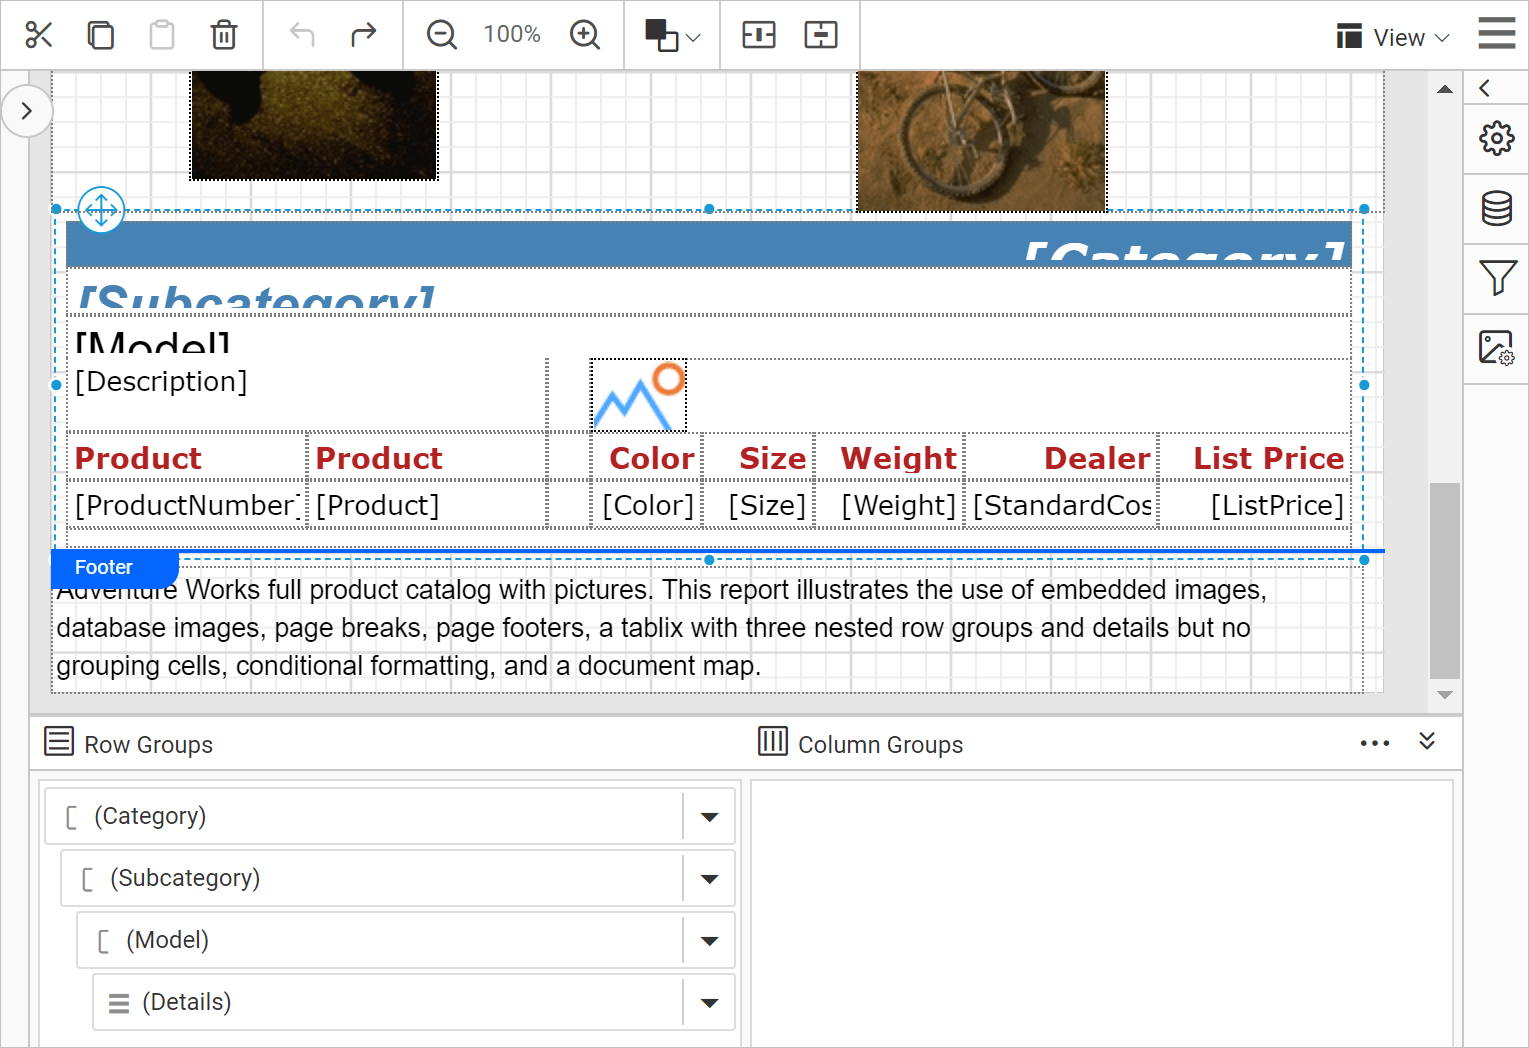 100%
View
[Category]
[Subcategory]
[Model]
[Description]
Product Product Color Size Weight Dealer List Price
[ProductNumber] [Product] [Color] [Size] [Weight] [StandardCos [ListPrice]
Footer
Adventure Works full product catalog with pictures. This report illustrates the use of embedded images,
database images, page breaks, page footers, a tablix with three nested row groups and details but no
grouping cells, conditional formatting, and a document map.
Row Groups Column Groups
(Category)
(Subcategory)
(Model)
(Details)